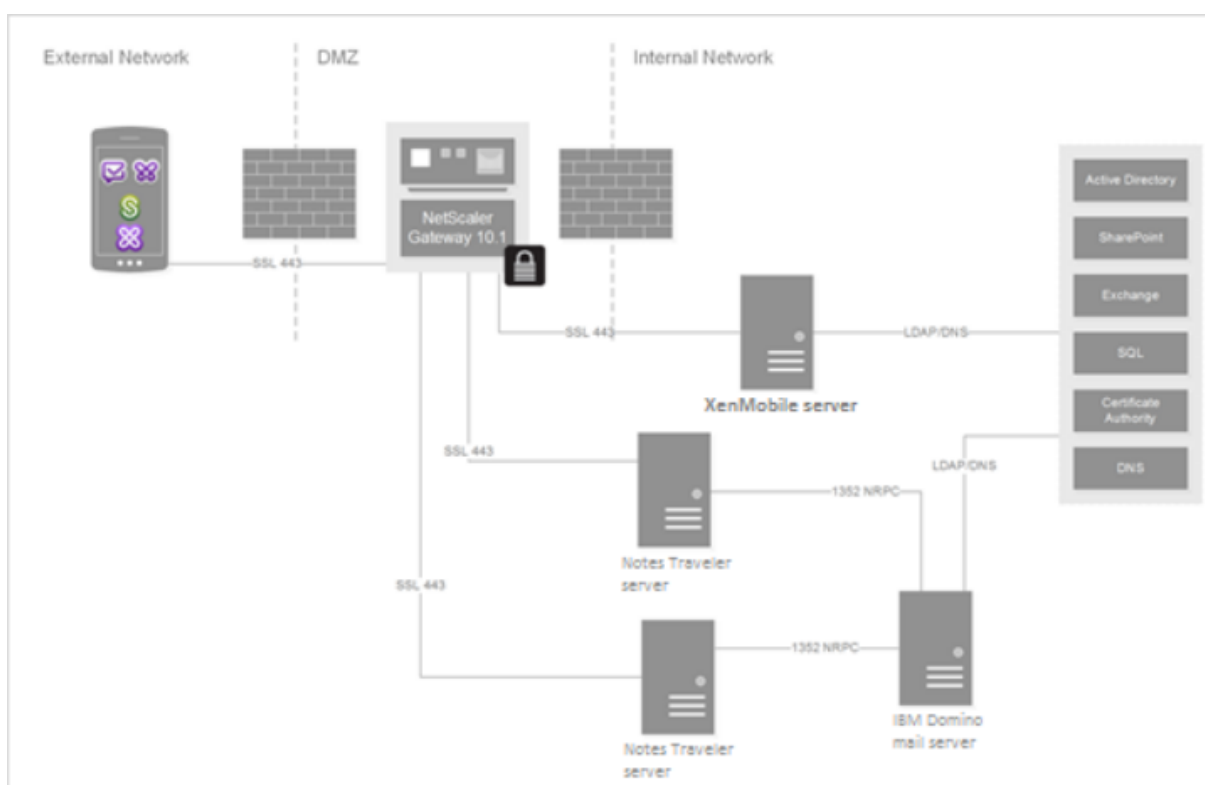 External Network
DMZ
Internal Network
S
NetScaler
Gateway 10.1
Active Directory
SharePoint
Exchange
SQL
Certificate
Authority
DNS
SSL 443
SSL 443
LDAP/DNS
XenMobile server
SSL 443
LDAP/DNS
1352 NRPC
Notes Traveler
server
SSL 443
1352 NRPC
IBM Domino
mail server
Notes Traveler
server